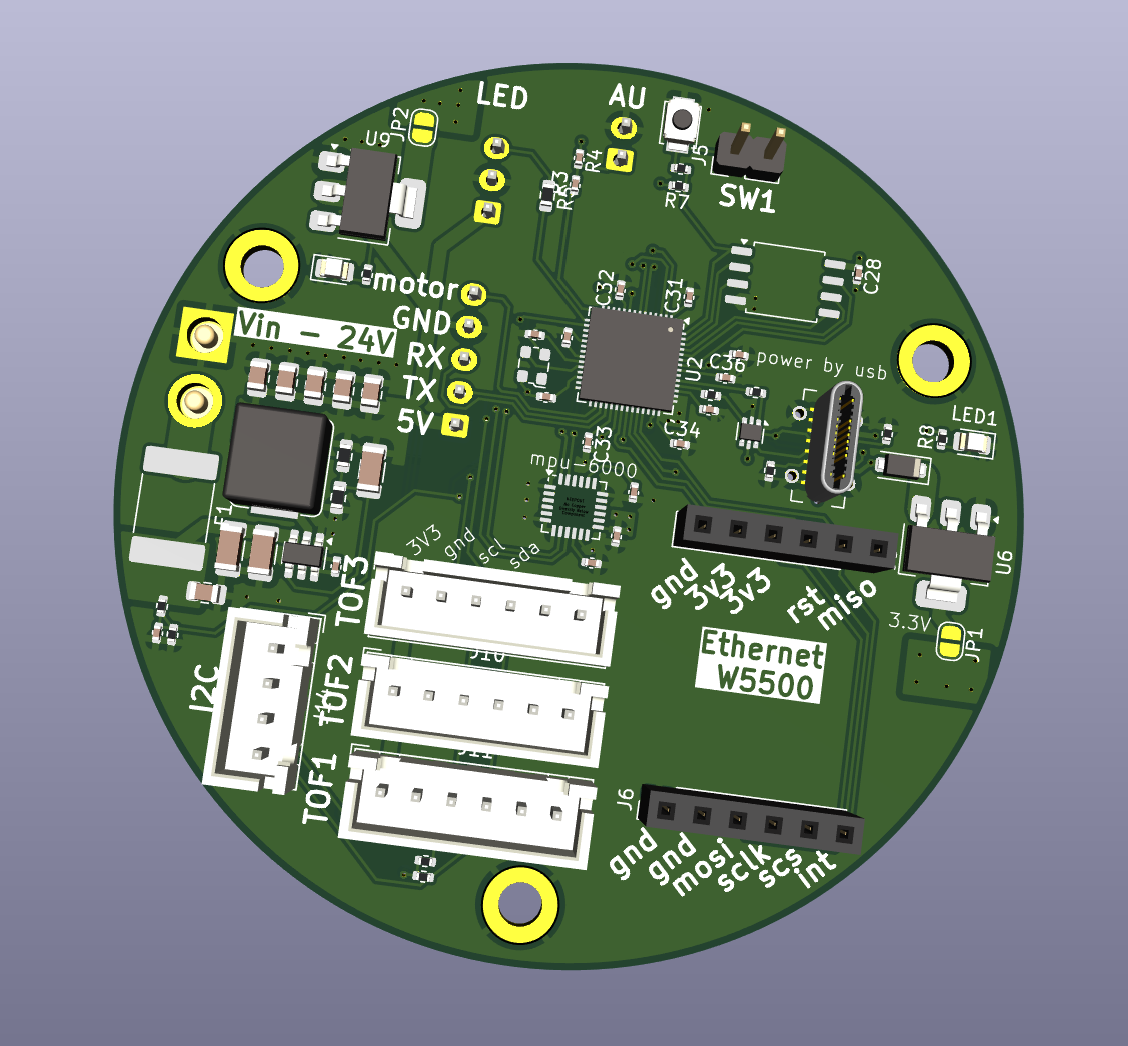 LED
AU
JP2
U9
R4
J5
R7
SW1
C28
C32
C31
motor
GND
RX
TX
5V
Vin - 24V
U2
C36
power by usb
LED1
R8
C34
C33
mpu-6000
F1
3V3
gnd
scl
sda
TOF3
gnd
3v3
3v3
rst
miso
U6
3.3V
JP1
Ethernet
W5500
I2C
J10
TOF2
J11
TOF1
J6
gnd
gnd
mosi
sclk
scs
int